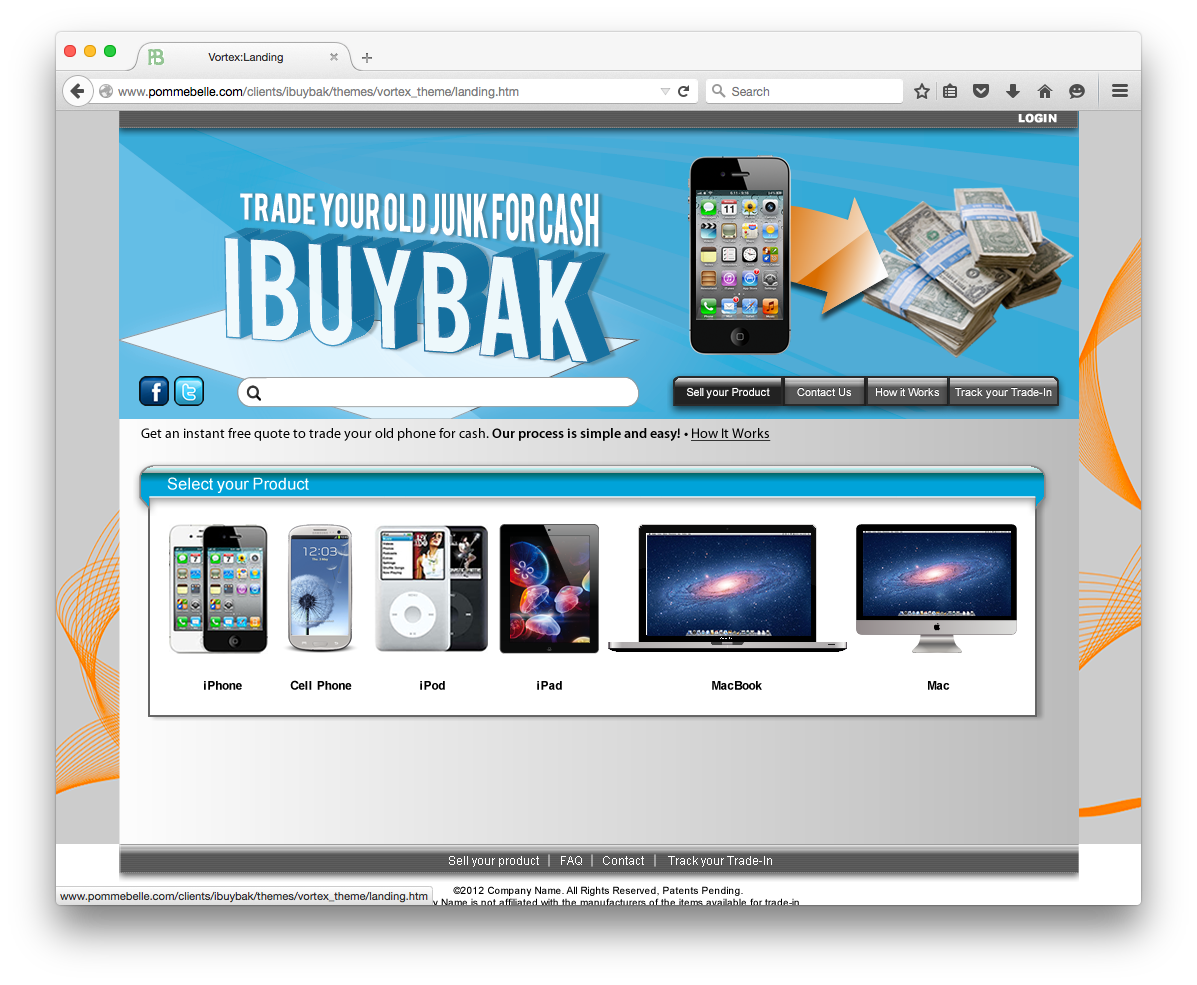 Vortex:Landing
www.pommebelle.com/clients/ibuybak/themes/vortex_theme/landing.htm
Search
LOGIN
TRADE YOUR OLD JUNK FOR CASH
IBUYBAK
Sell your Product
Contact Us
How it Works
Track your Trade-In
Get an instant free quote to trade your old phone for cash. Our process is simple and easy! • How It Works
Select your Product
12:03
iPhone
Cell Phone
iPod
iPad
MacBook
Mac
Sell your product | FAQ | Contact | Track your Trade-In
©2012 Company Name. All Rights Reserved, Patents Pending.
www.pommebelle.com/clients/ibuybak/themes/vortex_theme/landing.htm
Name is not affiliated with the manufacturers of the items available for trade-in